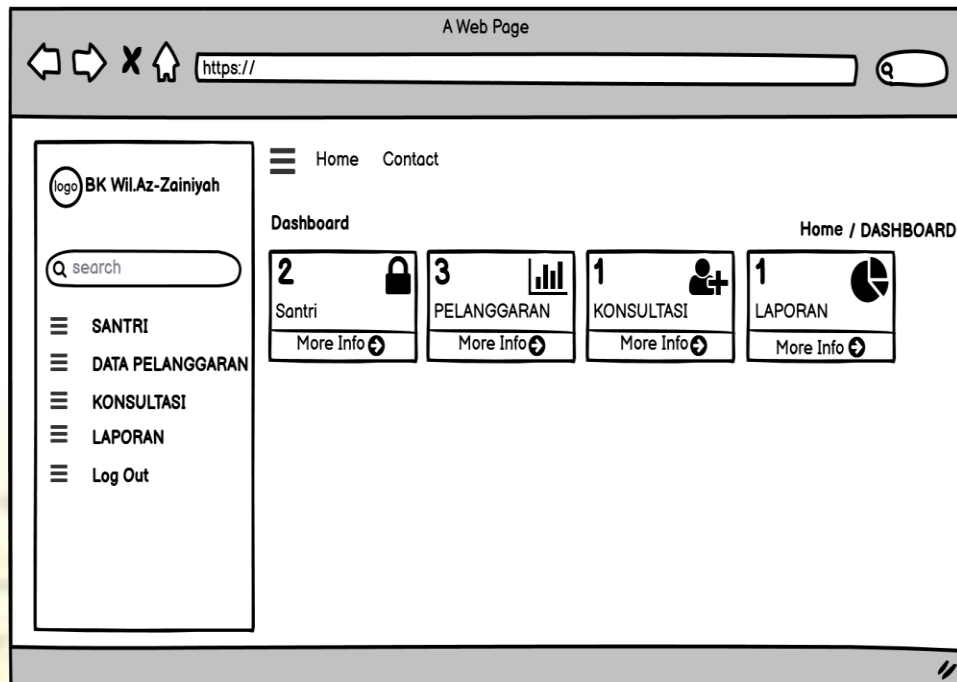 A Web Page
https://
logo BK Wil.Az-Zainiyah
search
SANTRI
DATA PELANGGARAN
KONSULTASI
LAPORAN
Log Out
Home Contact
Dashboard
Home / DASHBOARD
2
Santri
More Info
3
PELANGGARAN
More Info
1
KONSULTASI
More Info
1
LAPORAN
More Info